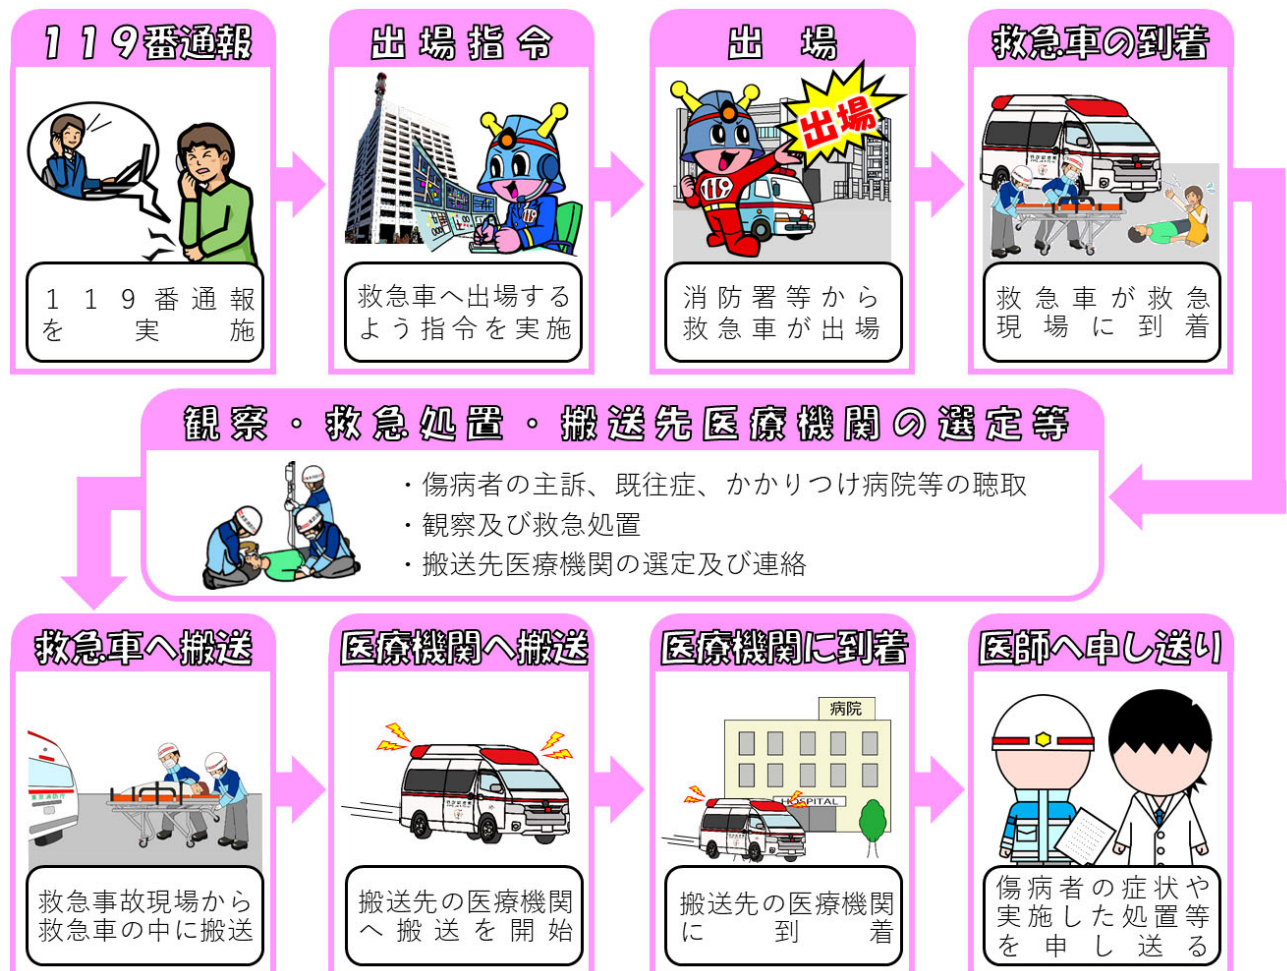 119番通報
119番通報
を実施
出場指令
119
救急車へ出場する
よう指令を実施
出場
出場
119
消防署等から
救急車が出場
救急車の到着
救急車が救急
現場に到着
観察・救急処置・搬送先医療機関の選定等
・傷病者の主訴、既往症、かかりつけ病院等の聴取
・観察及び救急処置
・搬送先医療機関の選定及び連絡
救急車へ搬送
東京消防庁
救急事故現場から
救急車の中に搬送
医療機関へ搬送
搬送先の医療機関
へ搬送を開始
医療機関に到着
病院
HOSPITAL
搬送先の医療機関
に到着
医師へ申し送り
傷病者の症状や
実施した処置等
を申し送る